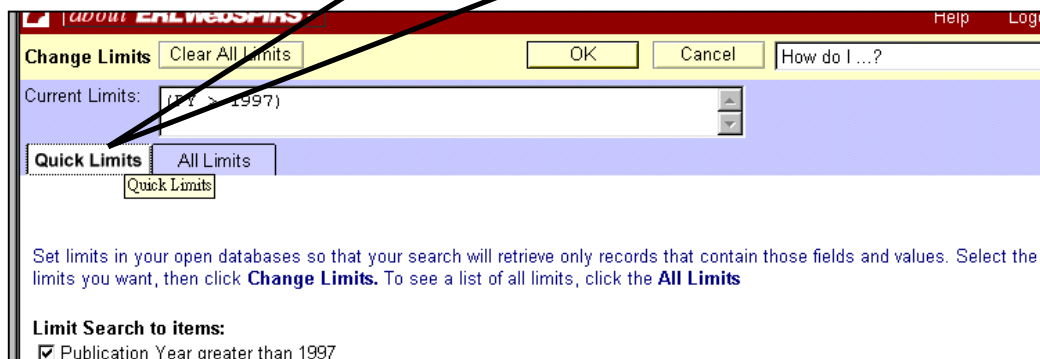 about ERLWebSPIRS
Help Logo
Change Limits Clear All Limits OK Cancel How do I ...?
Current Limits: (PY > 1997)
Quick Limits All Limits
Quick Limits
Set limits in your open databases so that your search will retrieve only records that contain those fields and values. Select the
limits you want, then click Change Limits. To see a list of all limits, click the All Limits
Limit Search to items:
Publication Year greater than 1997